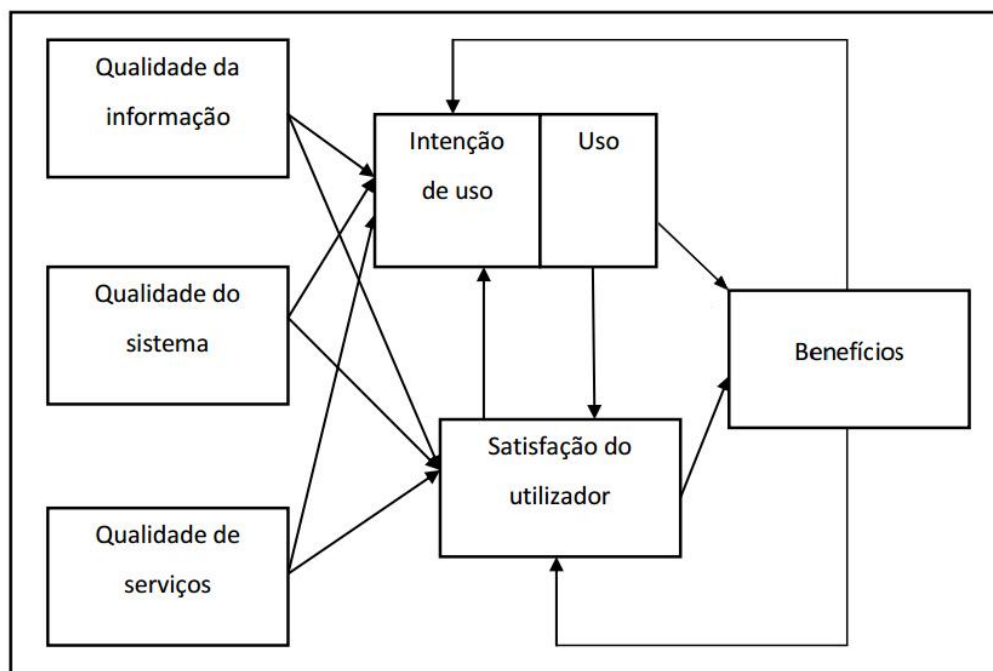 Qualidade da
informação
Intenção
de uso
Uso
Qualidade do
sistema
Benefícios
Satisfação do
utilizador
Qualidade de
serviços